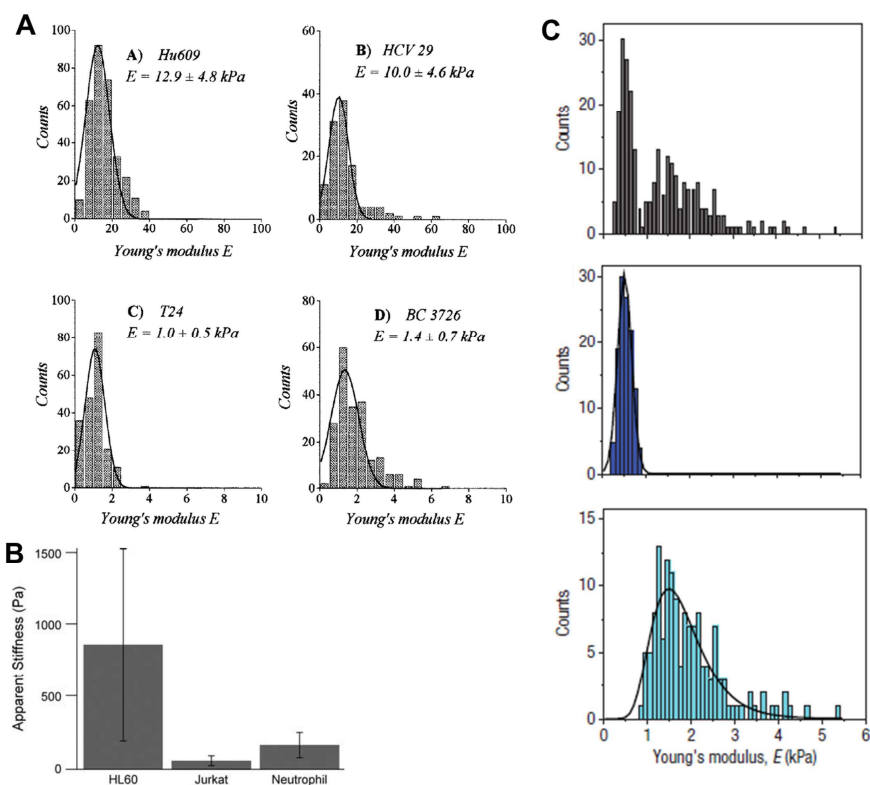 A
A) Hu609
E = 12.9 ± 4.8 kPa
Counts
100
80
60
40
20
0
0 20 40 60 80 100
Young's modulus E
B) HCV 29
E = 10.0 ± 4.6 kPa
Counts
60
40
20
0
0 20 40 60 80 100
Young's modulus E
C) T24
E = 1.0 ± 0.5 kPa
Counts
100
80
60
40
20
0
0 2 4 6 8 10
Young's modulus E
D) BC 3726
E = 1.4 ± 0.7 kPa
Counts
80
60
40
20
0
0 2 4 6 8 10
Young's modulus E
B
Apparent Stiffness (Pa)
1500
1000
500
0
HL60 Jurkat Neutrophil
C
Counts
30
20
10
0
Counts
30
20
10
0
Counts
15
10
5
0
0 1 2 3 4 5 6
Young's modulus, E (kPa)